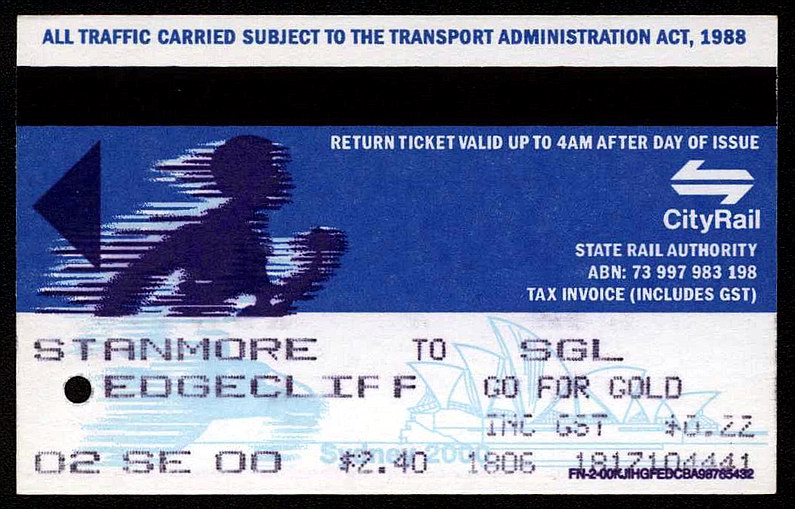 ALL TRAFFIC CARRIED SUBJECT TO THE TRANSPORT ADMINISTRATION ACT, 1988
RETURN TICKET VALID UP TO 4AM AFTER DAY OF ISSUE
CityRail
STATE RAIL AUTHORITY
ABN: 73 997 983 198
TAX INVOICE (INCLUDES GST)
STANMORE TO SGL
EDGECLIFF GO FOR GOLD
INC GST $0.22
Sydney 2000
02 SE 00 $2.40 1806 1817104441
FN-2-00KJIHGFEDCBA98765432